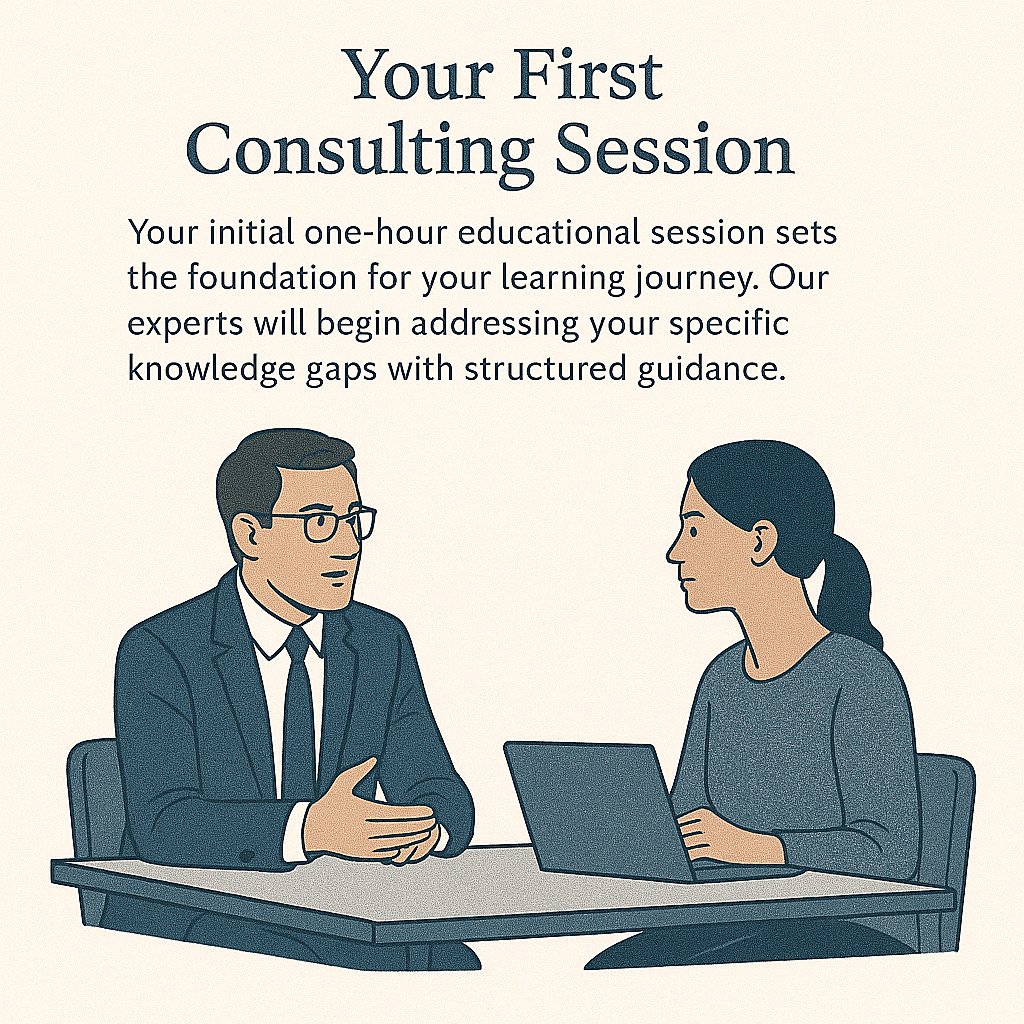 Your First
Consulting Session
Your initial one-hour educational session sets
the foundation for your learning journey. Our
experts will begin addressing your specific
knowledge gaps with structured guidance.